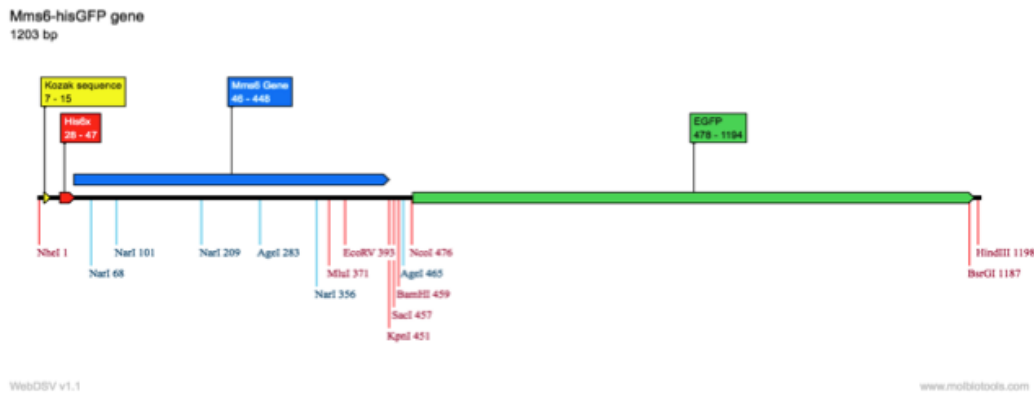 Mms6-hisGFP gene
1203 bp
Kozak sequence
7 - 15
His6x
28 - 47
Mms6 Gene
46 - 448
EGFP
478 - 1194
NheI 1
NarI 68
NarI 101
NarI 209
AgeI 283
NarI 356
MluI 371
EcoRV 393
KpnI 451
SacI 457
BamHI 459
AgeI 465
NcoI 476
BsrGI 1187
HindIII 1198
WebDSV v1.1
www.molbiotools.com